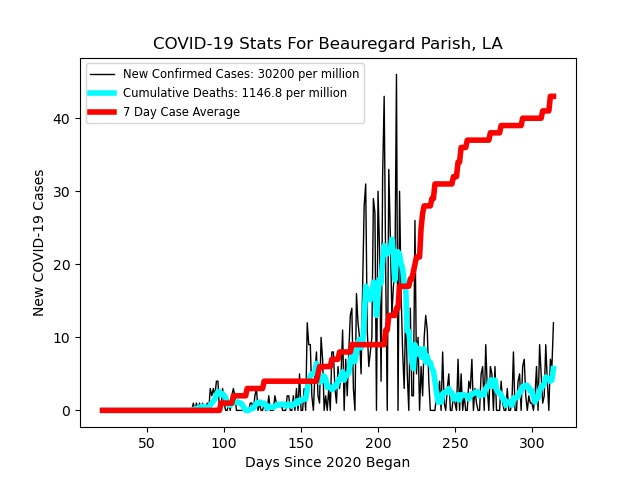 COVID-19 Stats For Beauregard Parish, LA
New Confirmed Cases: 30200 per million
Cumulative Deaths: 1146.8 per million
7 Day Case Average
New COVID-19 Cases
40
30
20
10
0
50 100 150 200 250 300
Days Since 2020 Began